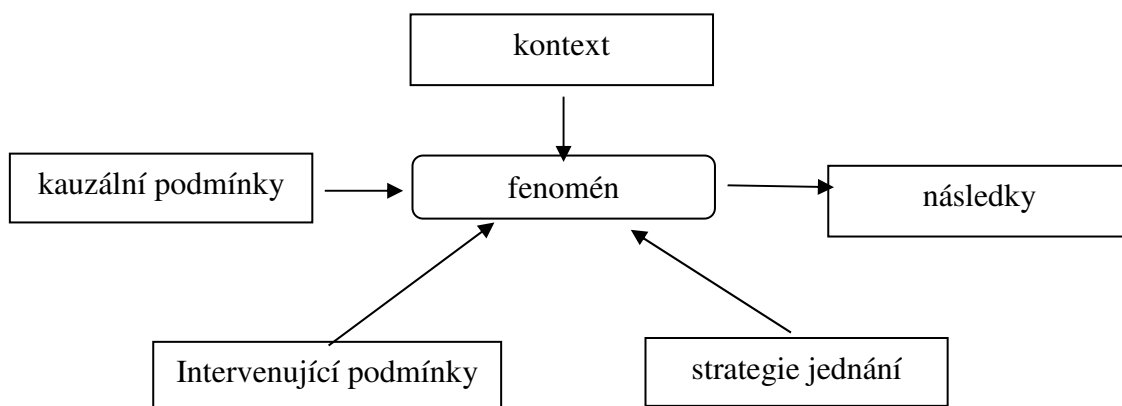 kontext
kauzální podmínky
fenomén
následky
Intervenující podmínky
strategie jednání